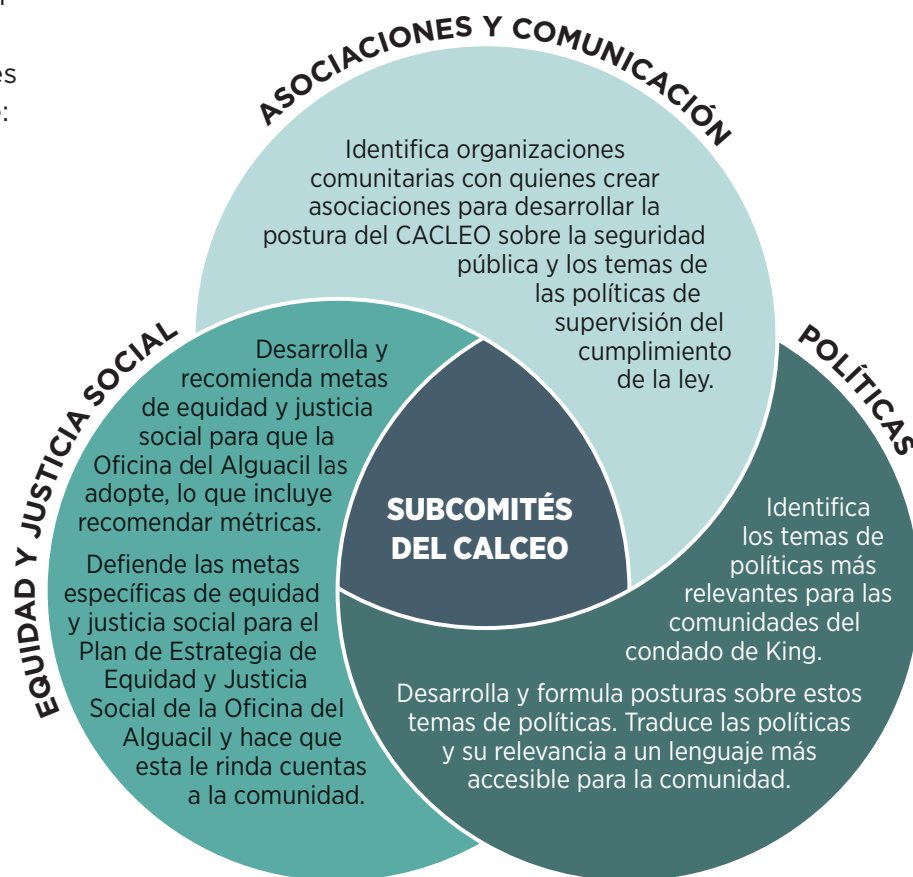 ASOCIACIONES Y COMUNICACIÓN
Identifica organizaciones
comunitarias con quienes crear
asociaciones para desarrollar la
postura del CACLEO sobre la seguridad
pública y los temas de
las políticas de
supervisión del
cumplimiento
de la ley.
EQUIDAD Y JUSTICIA SOCIAL
Desarrolla y
recomienda metas
de equidad y justicia
social para que la
Oficina del Alguacil las
adopte, lo que incluye
recomendar métricas.
Defiende las metas
específicas de equidad
y justicia social para el
Plan de Estrategia de
Equidad y Justicia
Social de la Oficina del
Alguacil y hace que
esta le rinda cuentas
a la comunidad.
SUBCOMITÉS
DEL CALCEO
POLÍTICAS
Identifica
los temas de
políticas más
relevantes para las
comunidades del
condado de King.
Desarrolla y formula posturas sobre estos
temas de políticas. Traduce las políticas
y su relevancia a un lenguaje más
accesible para la comunidad.